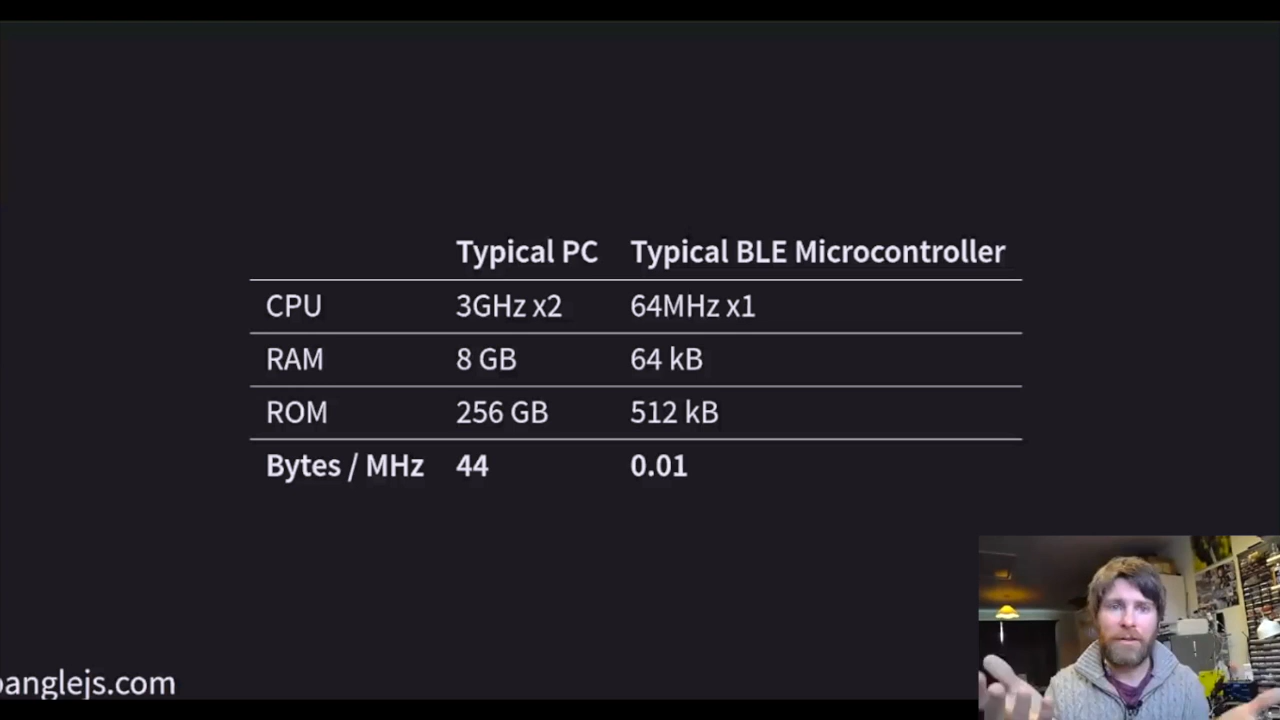 Typical PC Typical BLE Microcontroller
CPU 3GHz x2 64MHz x1
RAM 8 GB 64 kB
ROM 256 GB 512 kB
Bytes / MHz 44 0.01
banglejs.com